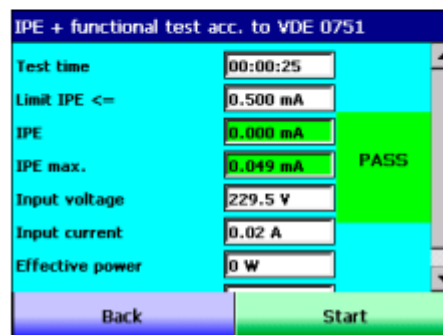 IPE + functional test acc. to VDE 0751
Test time 00:00:25
Limit IPE <= 0.500 mA
IPE 0.000 mA
IPE max. 0.049 mA
PASS
Input voltage 229.5 V
Input current 0.02 A
Effective power 0 W
Back Start